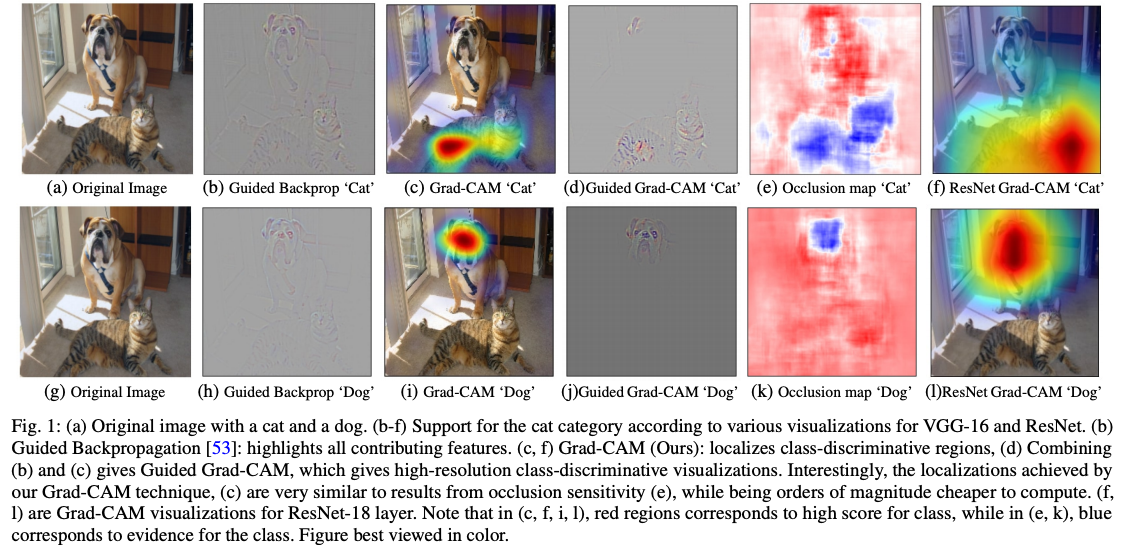 (a) Original Image
(b) Guided Backprop ‘Cat’
(c) Grad-CAM ‘Cat’
(d)Guided Grad-CAM ‘Cat’
(e) Occlusion map ‘Cat’
(f) ResNet Grad-CAM ‘Cat’
(g) Original Image
(h) Guided Backprop ‘Dog’
(i) Grad-CAM ‘Dog’
(j)Guided Grad-CAM ‘Dog’
(k) Occlusion map ‘Dog’
(l)ResNet Grad-CAM ‘Dog’
Fig. 1: (a) Original image with a cat and a dog. (b-f) Support for the cat category according to various visualizations for VGG-16 and ResNet. (b)
Guided Backpropagation [53]: highlights all contributing features. (c, f) Grad-CAM (Ours): localizes class-discriminative regions, (d) Combining
(b) and (c) gives Guided Grad-CAM, which gives high-resolution class-discriminative visualizations. Interestingly, the localizations achieved by
our Grad-CAM technique, (c) are very similar to results from occlusion sensitivity (e), while being orders of magnitude cheaper to compute. (f,
l) are Grad-CAM visualizations for ResNet-18 layer. Note that in (c, f, i, l), red regions corresponds to high score for class, while in (e, k), blue
corresponds to evidence for the class. Figure best viewed in color.